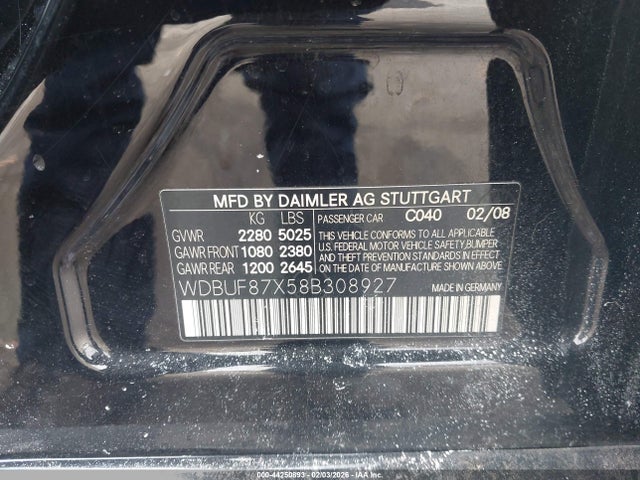 MFD BY DAIMLER AG STUTTGART
KG LBS PASSENGER CAR C040 02/08
GVWR 2280 5025 THIS VEHICLE CONFORMS TO ALL APPLICABLE
GAWR FRONT 1080 2380 U.S. FEDERAL MOTOR VEHICLE SAFETY, BUMPER
AND THEFT PREVENTION STANDARDS IN EFFECT
GAWR REAR 1200 2645 ON THE DATE OF MANUFACTURE SHOWN ABOVE.
WDBUF87X58B308927 MADE IN GERMANY
000-44250893 - 02/03/2026 - IAA Inc.